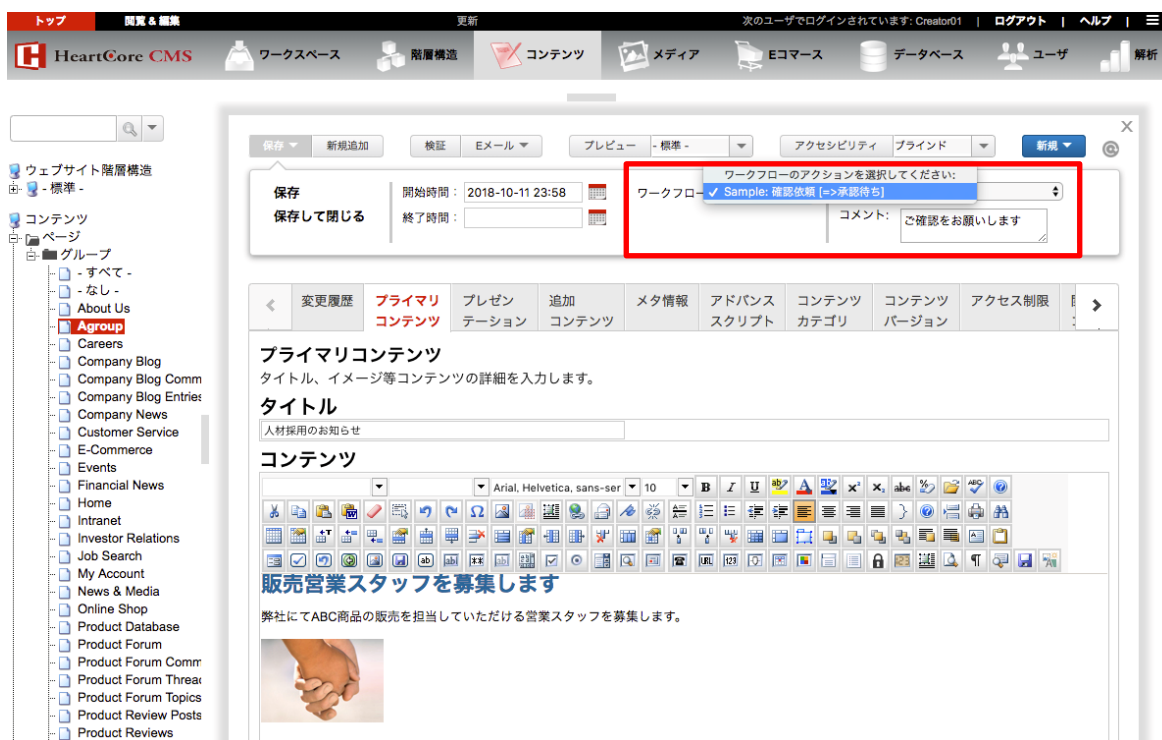 トップ 閲覧 & 編集 更新 次のユーザでログインされています: Creator01 | ログアウト | ヘルプ |
HeartCore CMS ワークスペース 階層構造 コンテンツ メディア Eコマース データベース ユーザ 解析
保存 新規追加 検証 Eメール プレビュー - 標準 - アクセシビリティ ブラインド 新規
ワークフローのアクションを選択してください:
保存 開始時間: 2018-10-11 23:58 ワークフロー ✓ Sample: 確認依頼 [=>承認待ち]
保存して閉じる 終了時間: コメント: ご確認をお願いします
ウェブサイト階層構造
- 標準 -
コンテンツ
ページ
グループ
- すべて -
- なし -
About Us
Agroup
Careers
Company Blog
Company Blog Comm
Company Blog Entries
Company News
Customer Service
E-Commerce
Events
Financial News
Home
Intranet
Investor Relations
Job Search
My Account
News & Media
Online Shop
Product Database
Product Forum
Product Forum Comm
Product Forum Threa
Product Forum Topics
Product Review Posts
Product Reviews
変更履歴 プライマリ プレゼン 追加 メタ情報 アドバンス コンテンツ コンテンツ アクセス制限
コンテンツ テーション コンテンツ スクリプト カテゴリ バージョン
プライマリコンテンツ
タイトル、イメージ等コンテンツの詳細を入力します。
タイトル
人材採用のお知らせ
コンテンツ
Arial, Helvetica, sans-ser 10 B I U
販売営業スタッフを募集します
弊社にてABC商品の販売を担当していただける営業スタッフを募集します。